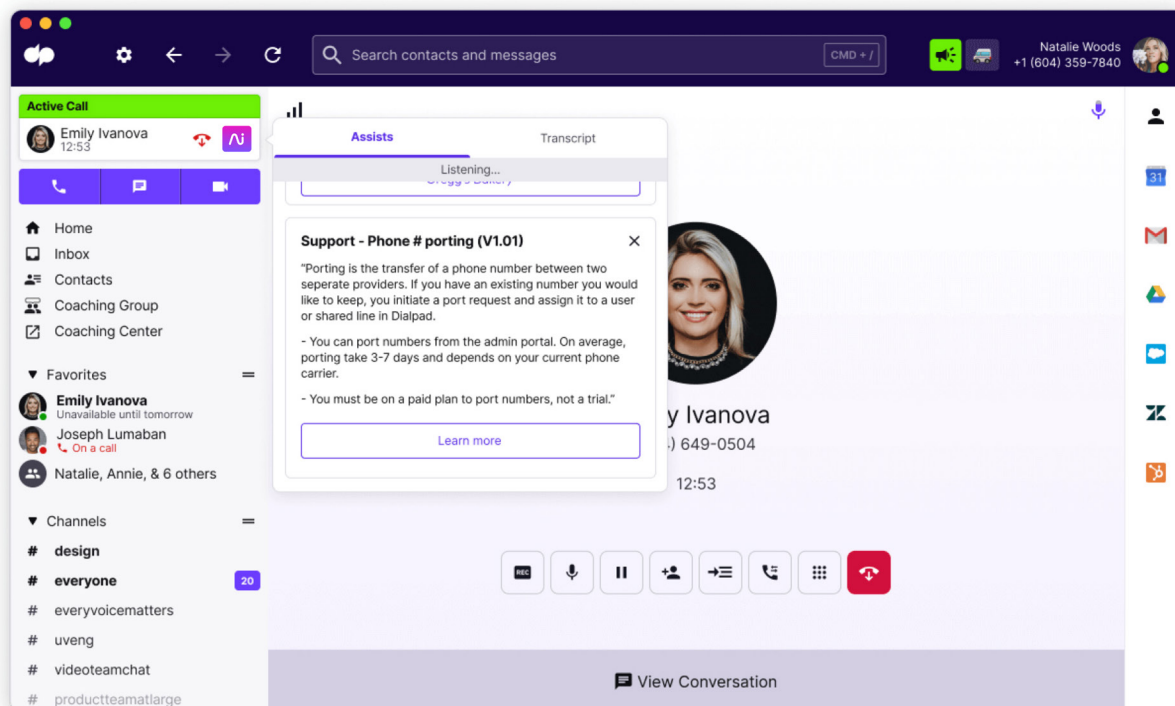 Search contacts and messages
CMD + /
Natalie Woods
+1 (604) 359-7840
Active Call
Emily Ivanova
12:53
Home
Inbox
Contacts
Coaching Group
Coaching Center
Favorites
Emily Ivanova
Unavailable until tomorrow
Joseph Lumaban
On a call
Natalie, Annie, & 6 others
Channels
# design
# everyone 20
# everyvoicematters
# uveng
# videoteamchat
# productteamatlarge
Assists
Transcript
Listening...
Gregg's Bakery
Support - Phone # porting (V1.01)
"Porting is the transfer of a phone number between two
seperate providers. If you have an existing number you would
like to keep, you initiate a port request and assign it to a user
or shared line in Dialpad.
- You can port numbers from the admin portal. On average,
porting take 3-7 days and depends on your current phone
carrier.
- You must be on a paid plan to port numbers, not a trial."
Learn more
y Ivanova
) 649-0504
12:53
REC
View Conversation
31